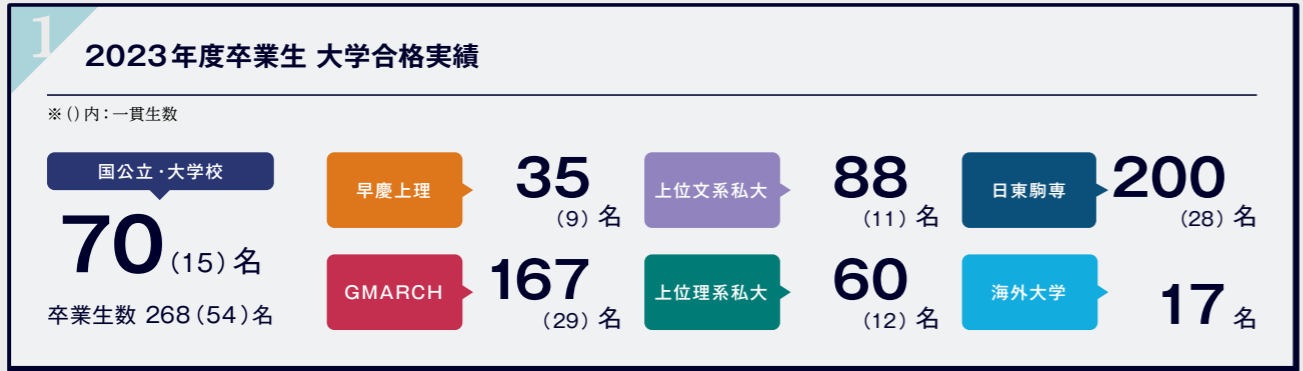 1
2023年度卒業生 大学合格実績
※()内：一貫生数
国公立・大学校
70(15)名
卒業生数 268(54)名
早慶上理
35
(9)名
上位文系私大
88
(11)名
日東駒専
200
(28)名
GMARCH
167
(29)名
上位理系私大
60
(12)名
海外大学
17名